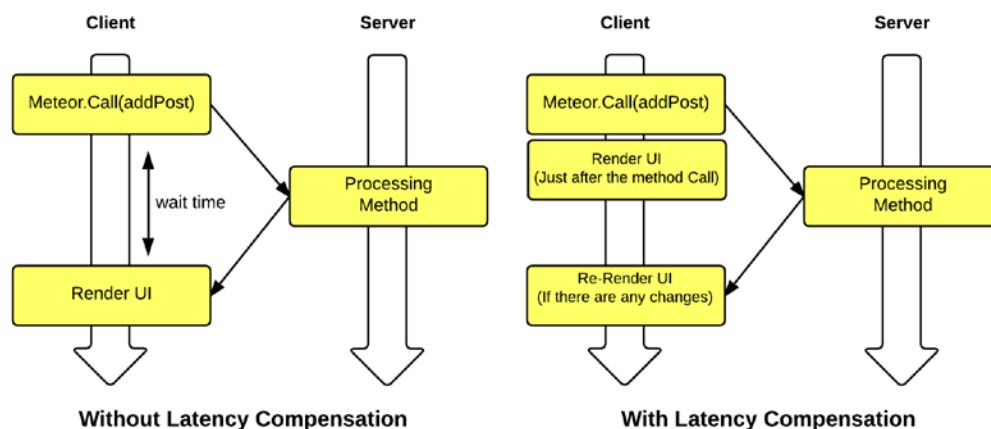 Client
Server
Meteor.Call(addPost)
wait time
Processing
Method
Render UI
Without Latency Compensation
Client
Server
Meteor.Call(addPost)
Render UI
(Just after the method Call)
Processing
Method
Re-Render UI
(If there are any changes)
With Latency Compensation